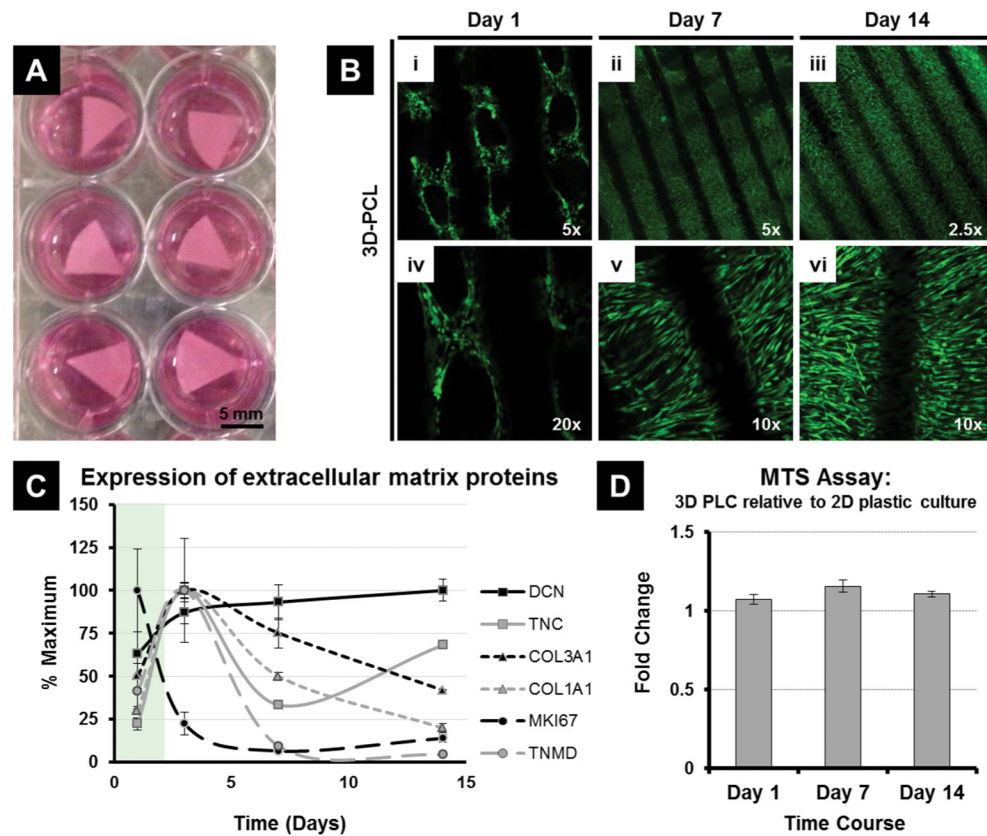 Day 1 Day 7 Day 14
A
5 mm
B
3D-PCL
i
5x
ii
5x
iii
2.5x
iv
20x
v
10x
vi
10x
C
Expression of extracellular matrix proteins
% Maximum
150
125
100
75
50
25
0
0 5 10 15
Time (Days)
DCN
TNC
COL3A1
COL1A1
MKI67
TNMD
D
MTS Assay:
3D PLC relative to 2D plastic culture
Fold Change
1.5
1
0.5
0
Day 1 Day 7 Day 14
Time Course